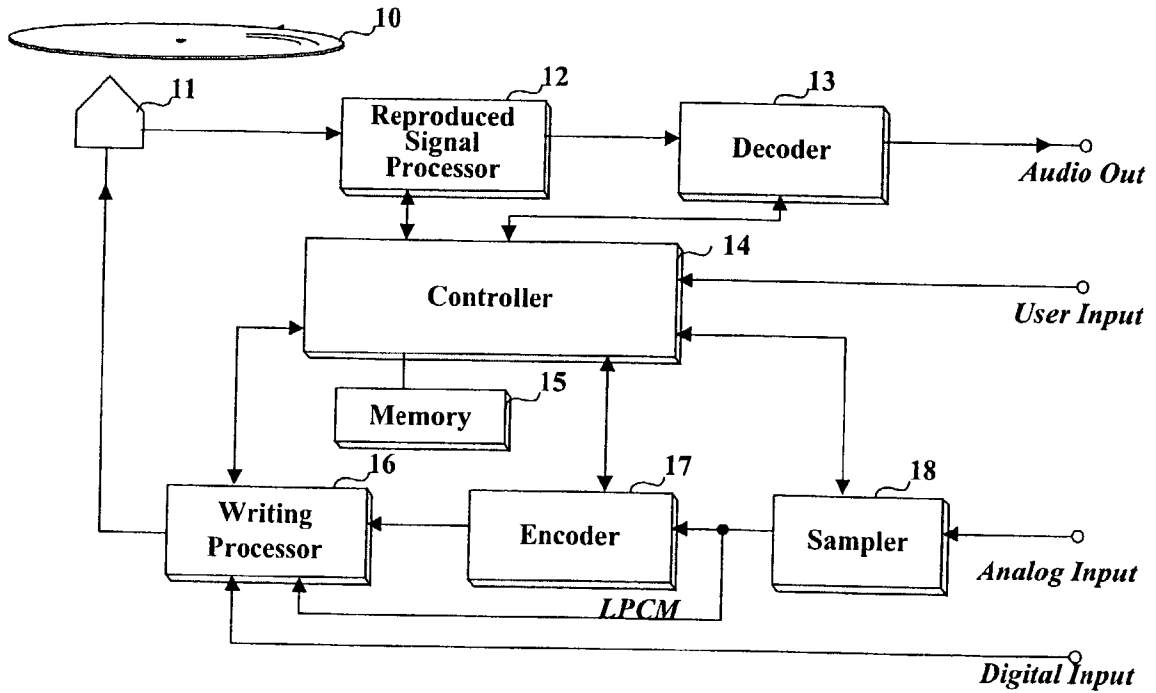 10
11
12
Reproduced
Signal
Processor
13
Decoder
Audio Out
14
Controller
User Input
15
Memory
16
Writing
Processor
17
Encoder
18
Sampler
Analog Input
LPCM
Digital Input